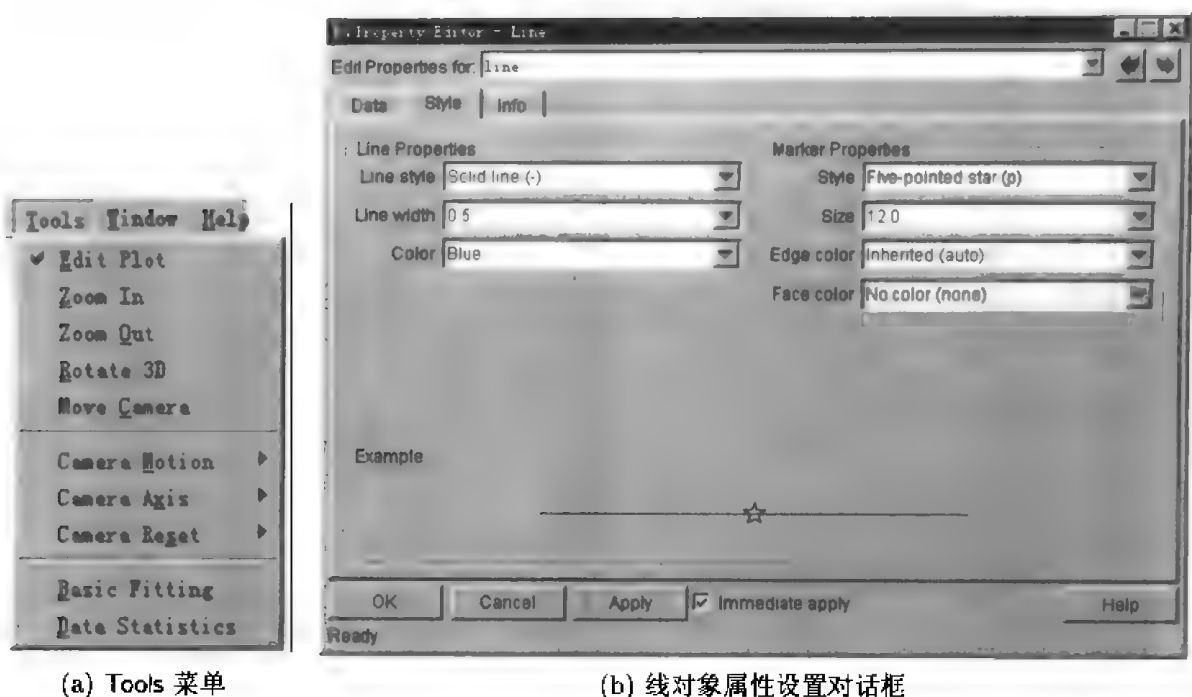 Tools Window Help
Edit Plot
Zoom In
Zoom Out
Rotate 3D
Move Camera
Camera Motion
Camera Axis
Camera Reset
Basic Fitting
Data Statistics
(a) Tools 菜单
Property Editor - Line
Edit Properties for: line
Data Style Info
Line Properties
Line style Solid line (-)
Line width 0.5
Color Blue
Marker Properties
Style Five-pointed star (p)
Size 12.0
Edge color Inherited (auto)
Face color No color (none)
Example
OK Cancel Apply Immediate apply Help
Ready
(b) 线对象属性设置对话框